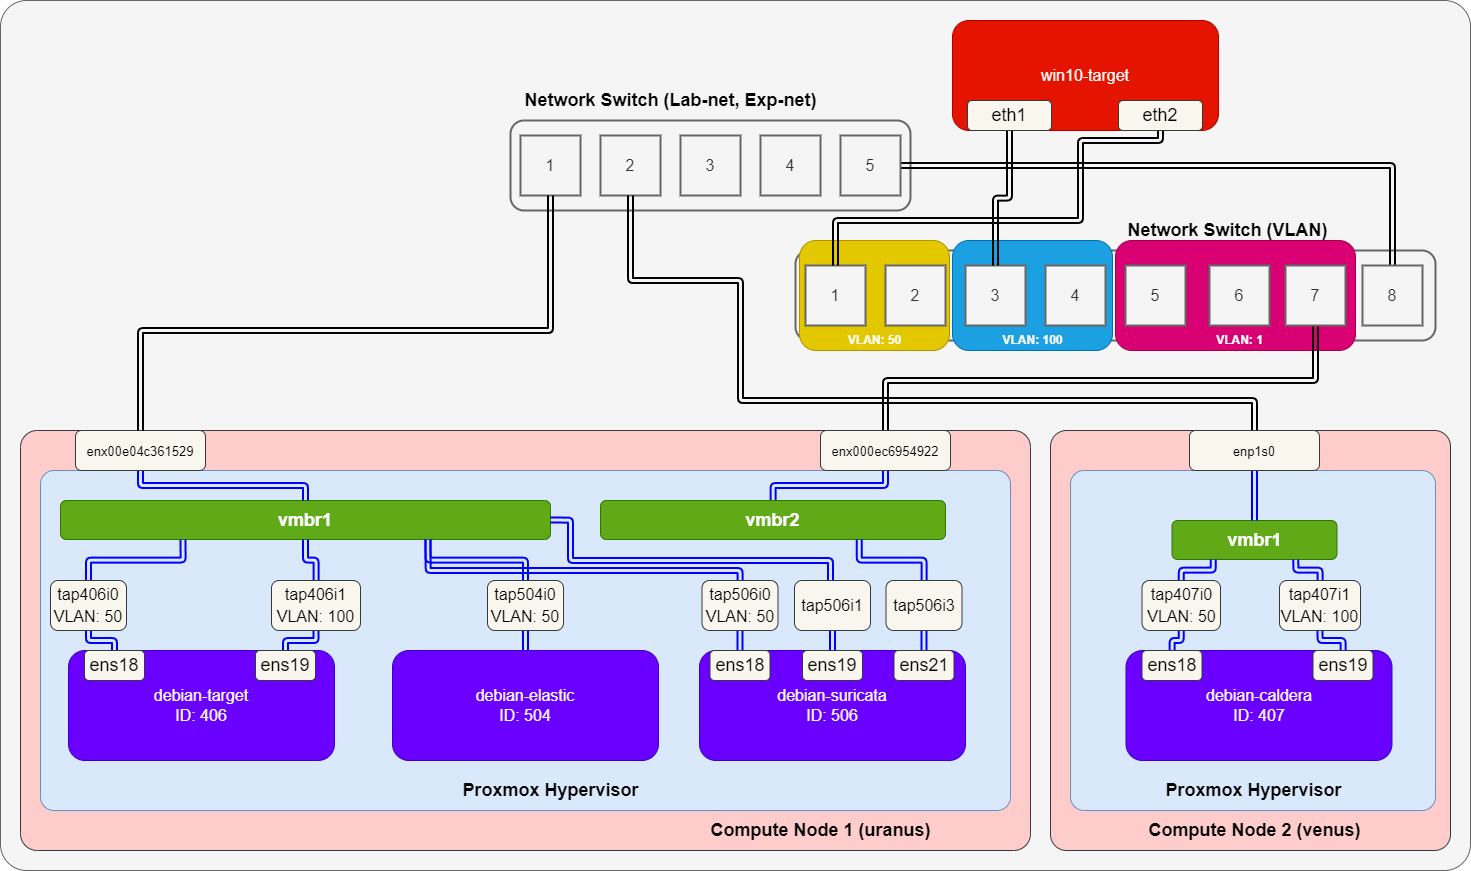 win10-target
eth1
eth2
Network Switch (Lab-net, Exp-net)
1
2
3
4
5
Network Switch (VLAN)
1
2
3
4
5
6
7
8
VLAN: 50
VLAN: 100
VLAN: 1
enx00e04c361529
enx000ec6954922
enp1s0
vmbr1
vmbr2
vmbr1
tap406i0
VLAN: 50
tap406i1
VLAN: 100
tap504i0
VLAN: 50
tap506i0
VLAN: 50
tap506i1
tap506i3
tap407i0
VLAN: 50
tap407i1
VLAN: 100
ens18
ens19
debian-target
ID: 406
debian-elastic
ID: 504
ens18
ens19
ens21
debian-suricata
ID: 506
ens18
ens19
debian-caldera
ID: 407
Proxmox Hypervisor
Proxmox Hypervisor
Compute Node 1 (uranus)
Compute Node 2 (venus)